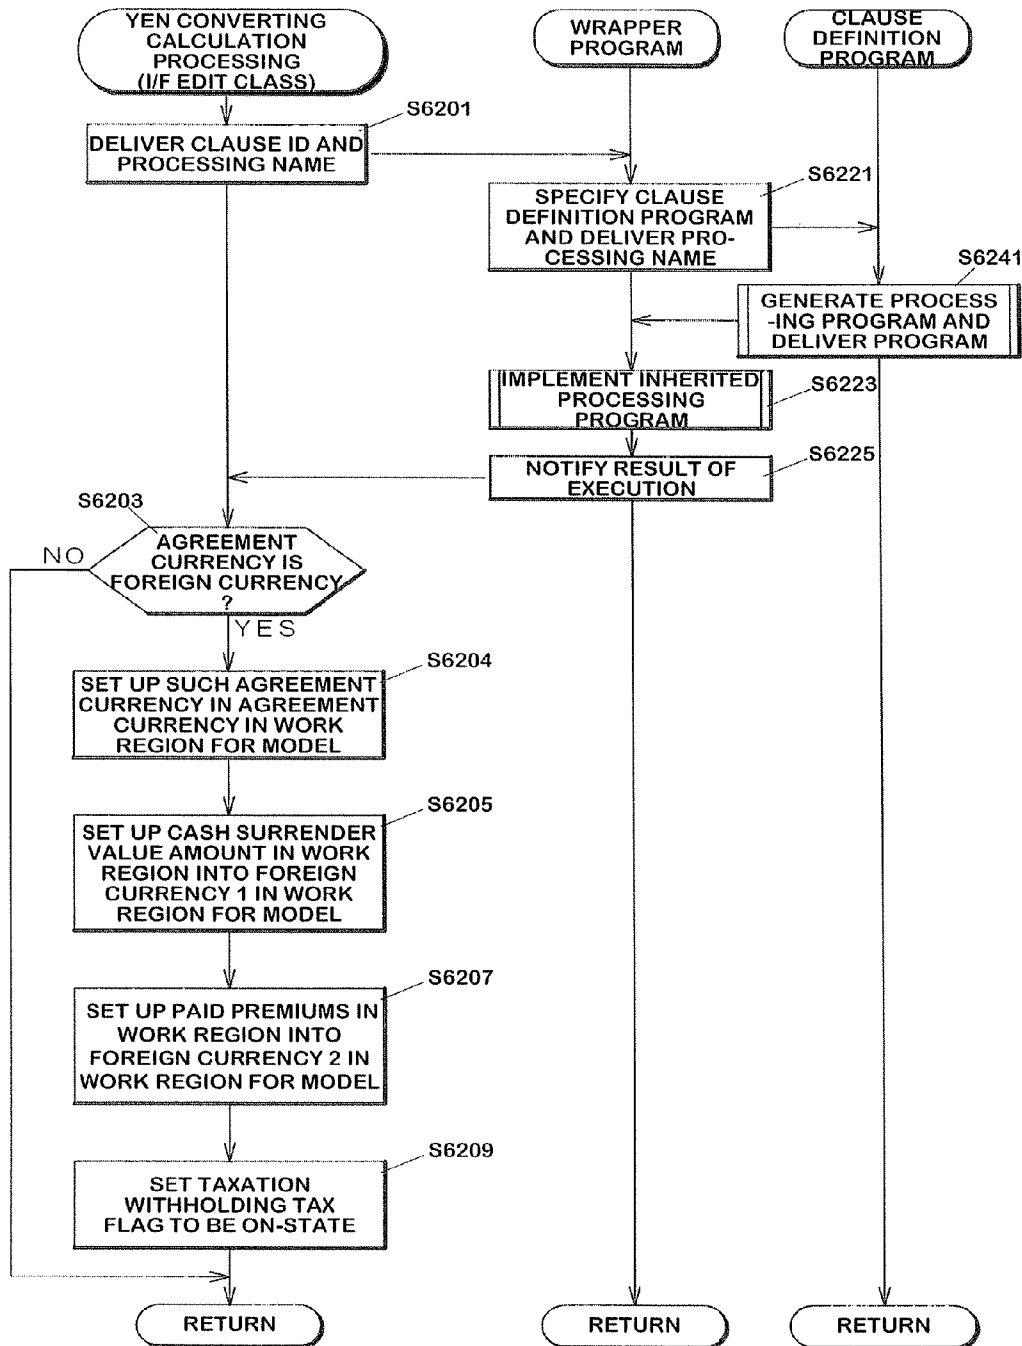 YEN CONVERTING
CALCULATION
PROCESSING
(I/F EDIT CLASS)
WRAPPER
PROGRAM
CLAUSE
DEFINITION
PROGRAM
S6201
DELIVER CLAUSE ID AND
PROCESSING NAME
S6221
SPECIFY CLAUSE
DEFINITION PROGRAM
AND DELIVER PRO-
CESSING NAME
S6241
GENERATE PROCESS
-ING PROGRAM AND
DELIVER PROGRAM
IMPLEMENT INHERITED
PROCESSING
PROGRAM
S6223
NOTIFY RESULT OF
EXECUTION
S6225
S6203
AGREEMENT
CURRENCY IS
FOREIGN CURRENCY
?
NO
YES
S6204
SET UP SUCH AGREEMENT
CURRENCY IN AGREEMENT
CURRENCY IN WORK
REGION FOR MODEL
S6205
SET UP CASH SURRENDER
VALUE AMOUNT IN WORK
REGION INTO FOREIGN
CURRENCY 1 IN WORK
REGION FOR MODEL
S6207
SET UP PAID PREMIUMS IN
WORK REGION INTO
FOREIGN CURRENCY 2 IN
WORK REGION FOR MODEL
S6209
SET TAXATION
WITHHOLDING TAX
FLAG TO BE ON-STATE
RETURN
RETURN
RETURN